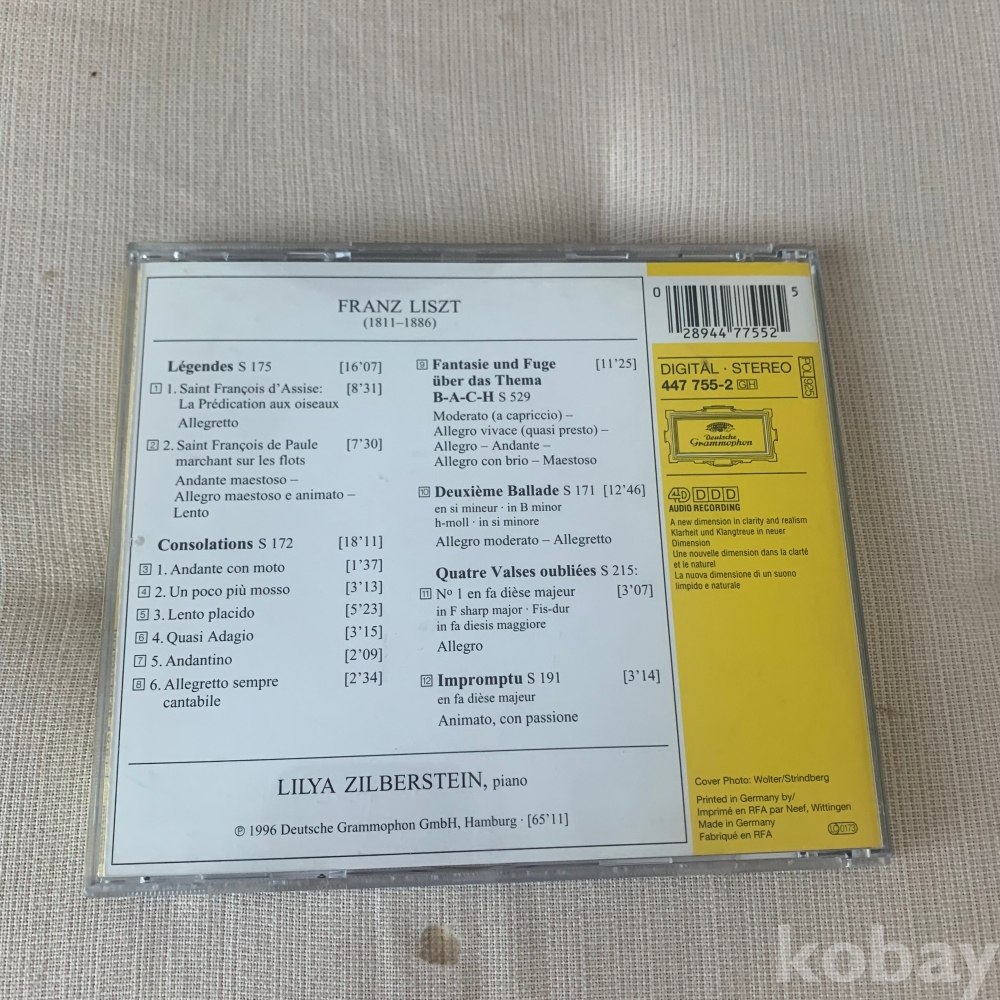 FRANZ LISZT
(1811–1886)
Légendes S 175 [16'07]
1 1. Saint François d'Assise: [8'31]
La Prédication aux oiseaux
Allegretto
2 2. Saint François de Paule [7'30]
marchant sur les flots
Andante maestoso –
Allegro maestoso e animato –
Lento
Consolations S 172 [18'11]
3 1. Andante con moto [1'37]
4 2. Un poco più mosso [3'13]
5 3. Lento placido [5'23]
6 4. Quasi Adagio [3'15]
7 5. Andantino [2'09]
8 6. Allegretto sempre [2'34]
cantabile
9 Fantasie und Fuge [11'25]
über das Thema
B-A-C-H S 529
Moderato (a capriccio) –
Allegro vivace (quasi presto) –
Allegro – Andante –
Allegro con brio – Maestoso
10 Deuxième Ballade S 171 [12'46]
en si mineur · in B minor
h-moll · in si minore
Allegro moderato – Allegretto
Quatre Valses oubliées S 215:
11 Nº 1 en fa dièse majeur [3'07]
in F sharp major · Fis-dur
in fa diesis maggiore
Allegro
12 Impromptu S 191 [3'14]
en fa dièse majeur
Animato, con passione
LILYA ZILBERSTEIN, piano
℗ 1996 Deutsche Grammophon GmbH, Hamburg · [65'11]
0 28944 77552 5
DIGITAL · STEREO
447 755-2 GH
POL 925
Deutsche
Grammophon
4D DDD
AUDIO RECORDING
A new dimension in clarity and realism
Klarheit und Klangtreue in neuer
Dimension
Une nouvelle dimension dans la clarté
et le naturel
La nuova dimensione di un suono
limpido e naturale
Cover Photo: Wolter/Strindberg
Printed in Germany by/
Imprimé en RFA par Neef, Wittingen
Made in Germany
Fabriqué en RFA
LC 0173
kobay